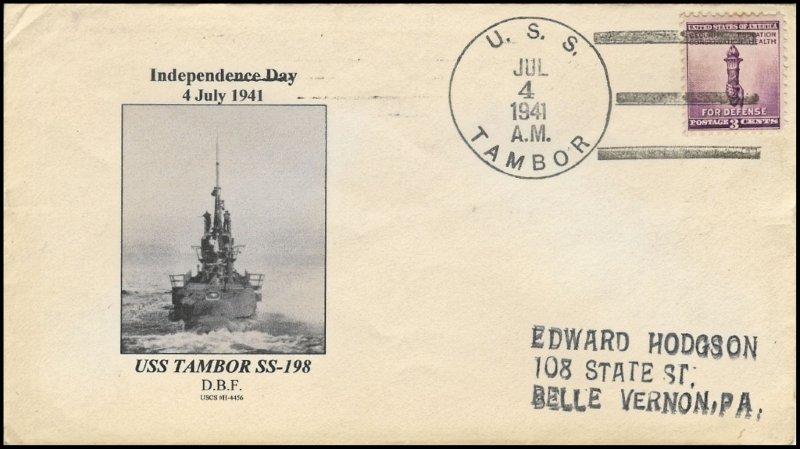 Independence Day
4 July 1941
USS TAMBOR SS-198
D.B.F.
USCS #H-4456
U. S. S.
JUL
4
1941
A.M.
TAMBOR
UNITED STATES OF AMERICA
HEALTH
FOR DEFENSE
POSTAGE 3 CENTS
EDWARD HODGSON
108 STATE ST.
BELLE VERNON, PA.